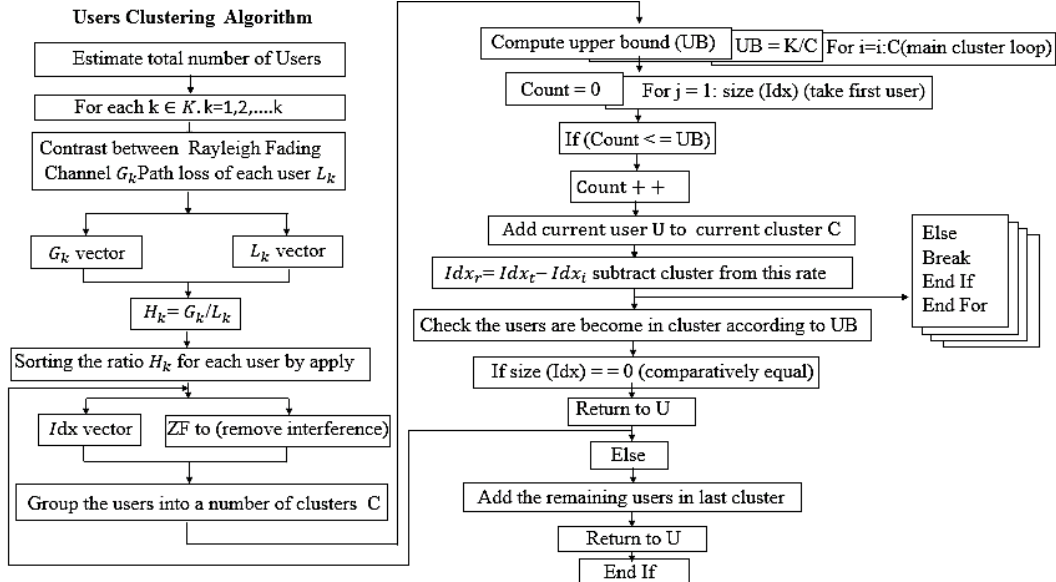 Users Clustering Algorithm
Estimate total number of Users
For each k ∈ K.k=1,2,....k
Contrast between Rayleigh Fading
Channel G_k Path loss of each user L_k
G_k vector
L_k vector
H_k= G_k/L_k
Sorting the ratio H_k for each user by apply
Idx vector
ZF to (remove interference)
Group the users into a number of clusters C
Compute upper bound (UB)
UB = K/C
For i=i:C(main cluster loop)
Count = 0
For j = 1: size (Idx) (take first user)
If (Count < = UB)
Count + +
Add current user U to current cluster C
Idx_r= Idx_t− Idx_i subtract cluster from this rate
Else
Break
End If
End For
Check the users are become in cluster according to UB
If size (Idx) = = 0 (comparatively equal)
Return to U
Else
Add the remaining users in last cluster
Return to U
End If